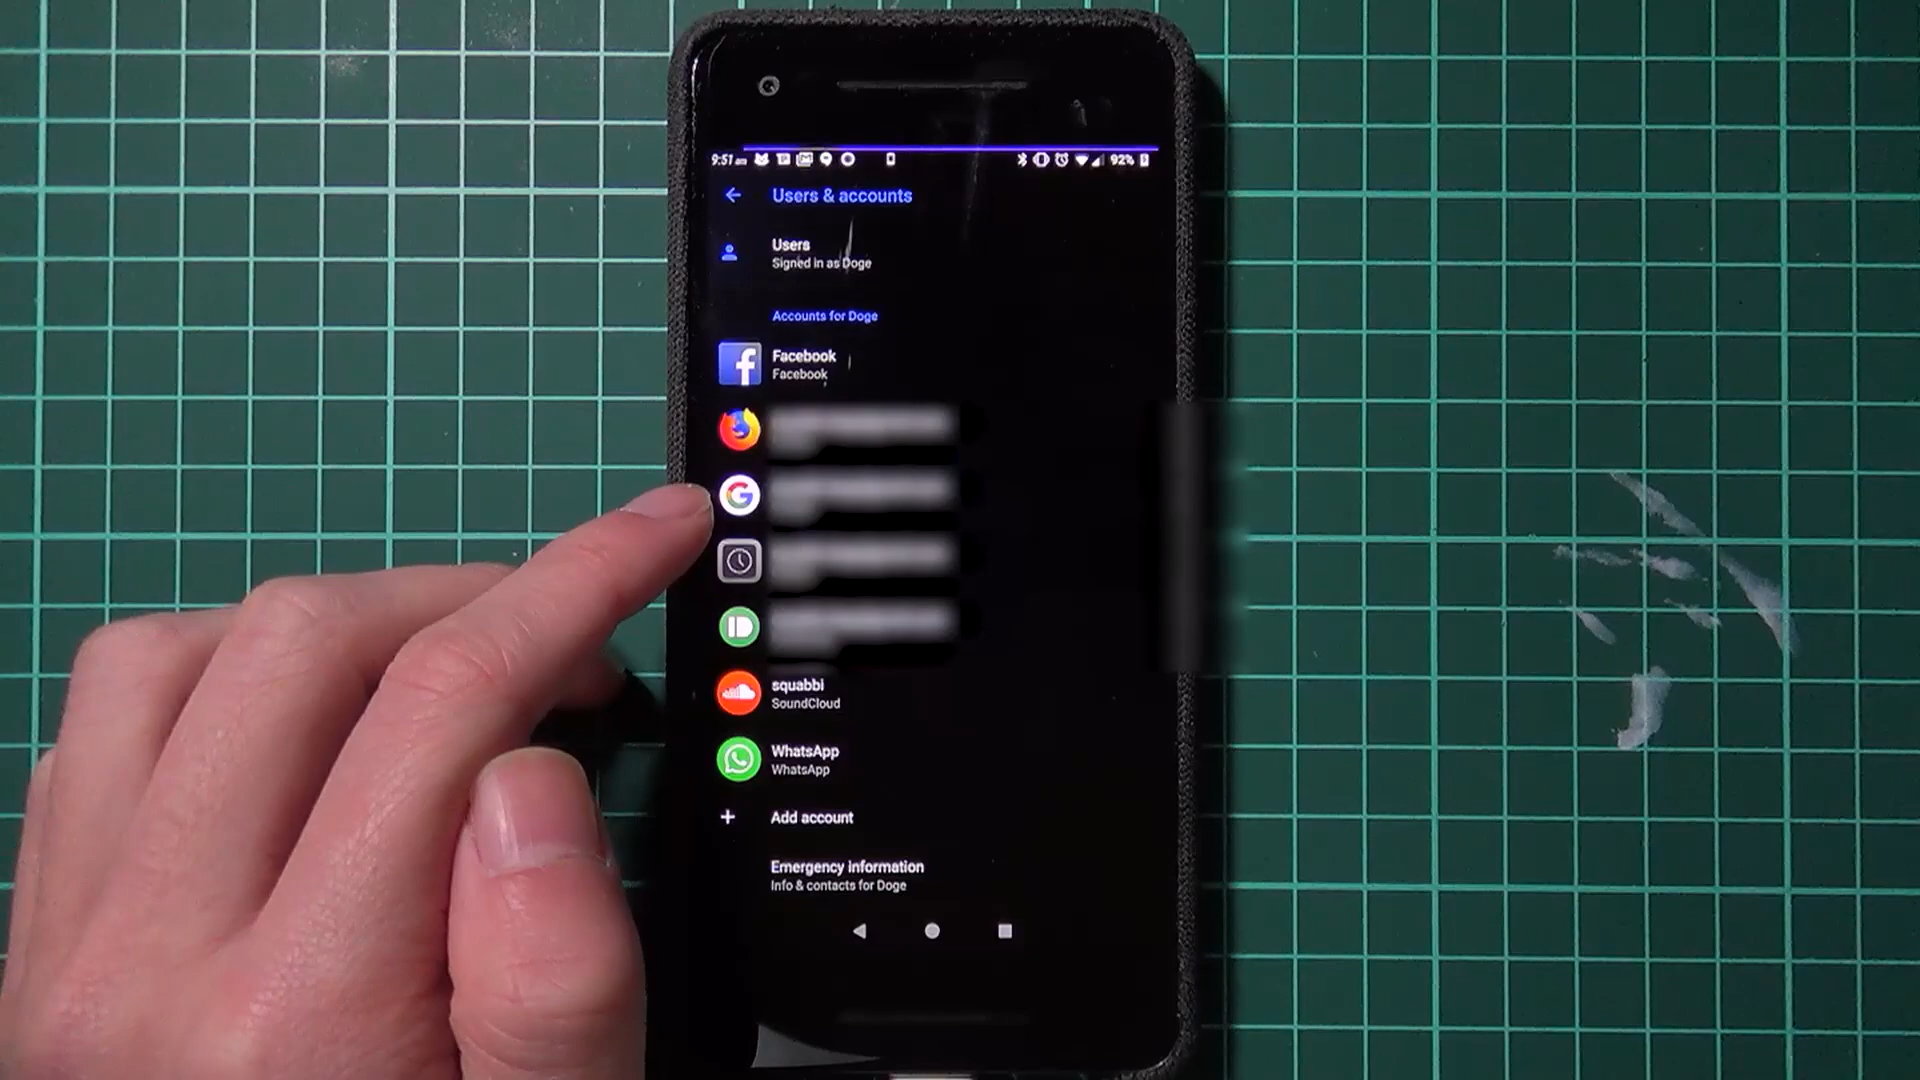 9:51 am
92%
Users & accounts
Users
Signed in as Doge
Accounts for Doge
Facebook
Facebook
squabbi
SoundCloud
WhatsApp
WhatsApp
Add account
Emergency information
Info & contacts for Doge